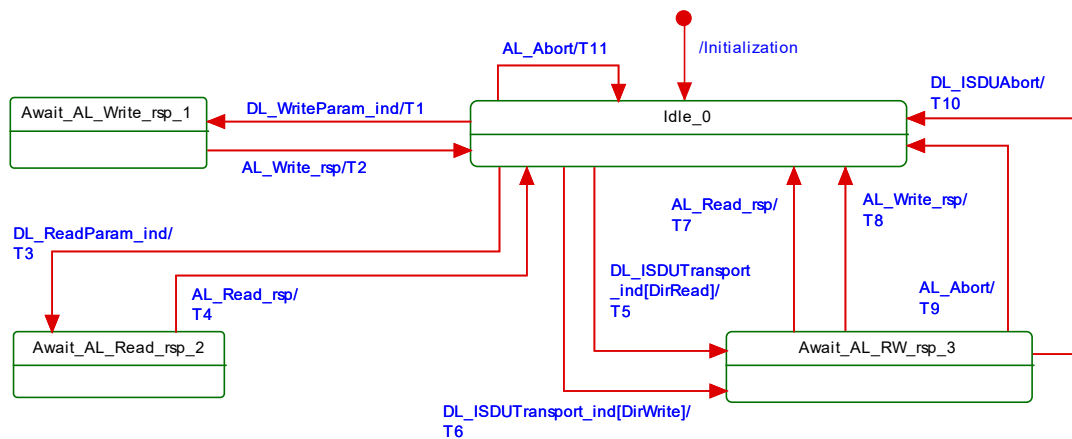 /Initialization
AL_Abort/T11
DL_ISDUAbort/
T10
Await_AL_Write_rsp_1
DL_WriteParam_ind/T1
Idle_0
AL_Write_rsp/T2
AL_Read_rsp/
T7
AL_Write_rsp/
T8
DL_ReadParam_ind/
T3
DL_ISDUTransport
_ind[DirRead]/
T5
AL_Read_rsp/
T4
AL_Abort/
T9
Await_AL_Read_rsp_2
Await_AL_RW_rsp_3
DL_ISDUTransport_ind[DirWrite]/
T6